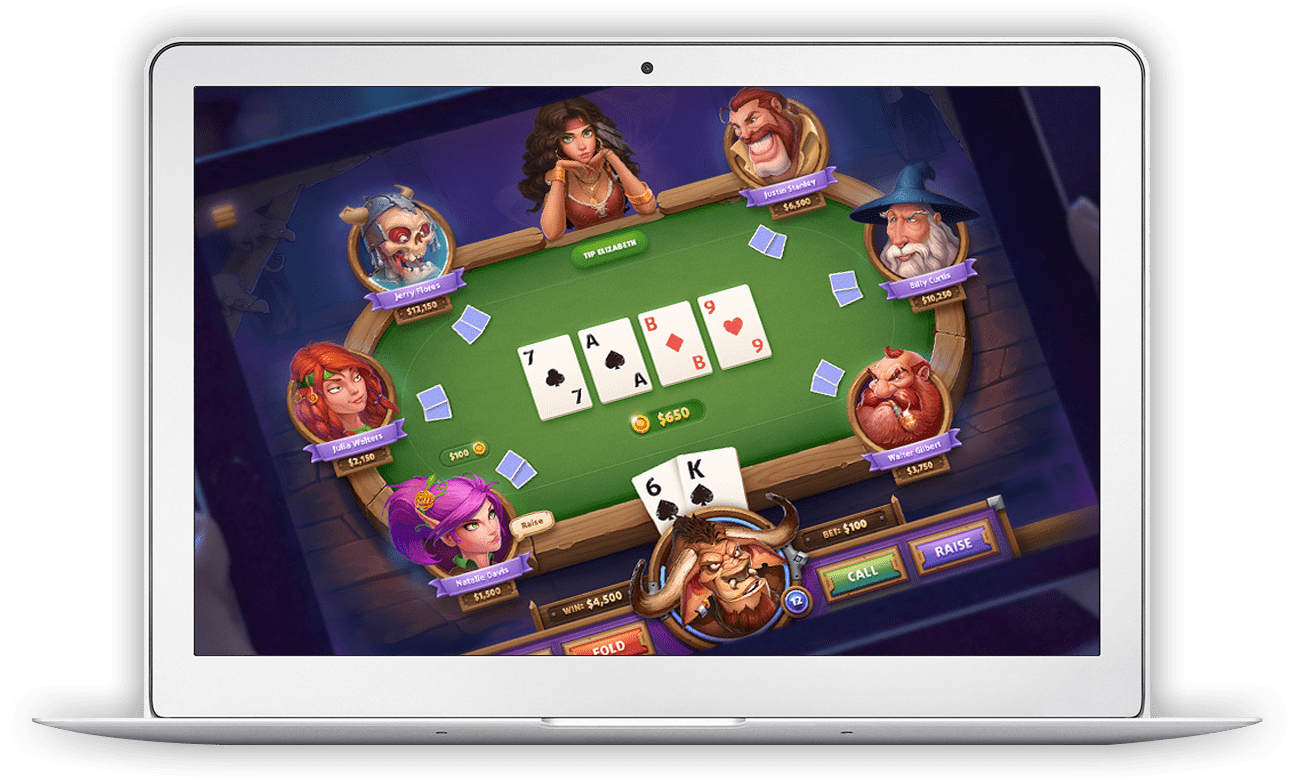 Justin Stanley
$6,500
TIP ELIZABETH
Billy Curtis
$10,250
Jerry Flores
$12,150
7
7
A
A
B
B
9
9
$650
Julia Walters
$2,150
$100
Walter Gilbert
$3,750
6
K
Raise
Natalie Davis
$1,500
BET: $100
CALL
RAISE
WIN: $4,500
12
FOLD